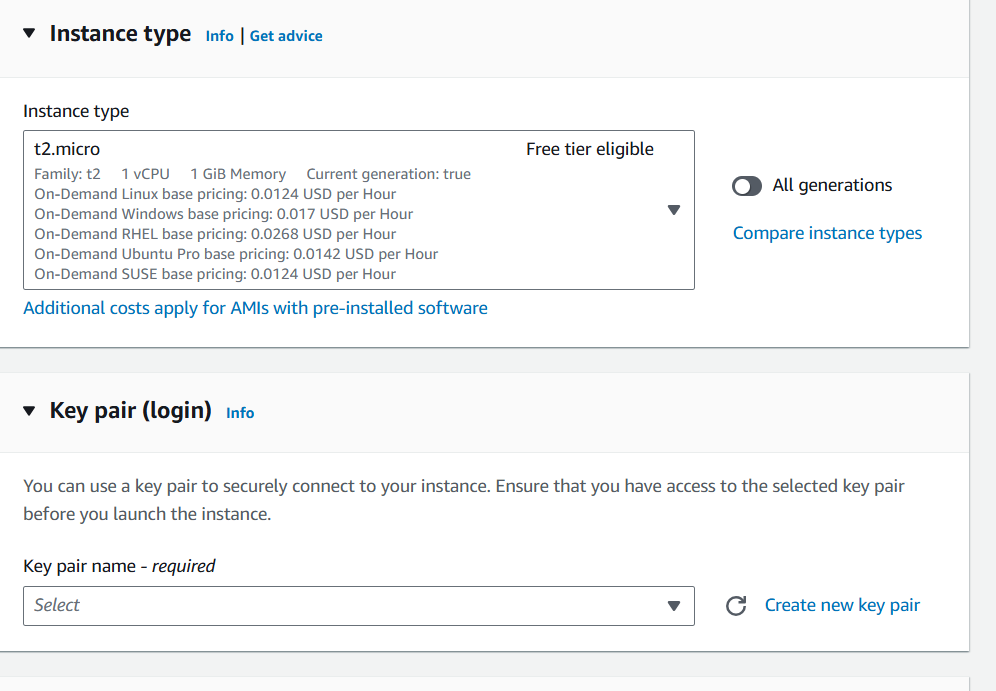 Instance type Info | Get advice
Instance type
t2.micro Free tier eligible
Family: t2 1 vCPU 1 GiB Memory Current generation: true
On-Demand Linux base pricing: 0.0124 USD per Hour
On-Demand Windows base pricing: 0.017 USD per Hour
On-Demand RHEL base pricing: 0.0268 USD per Hour
On-Demand Ubuntu Pro base pricing: 0.0142 USD per Hour
On-Demand SUSE base pricing: 0.0124 USD per Hour
All generations
Compare instance types
Additional costs apply for AMIs with pre-installed software
Key pair (login) Info
You can use a key pair to securely connect to your instance. Ensure that you have access to the selected key pair
before you launch the instance.
Key pair name - required
Select
Create new key pair